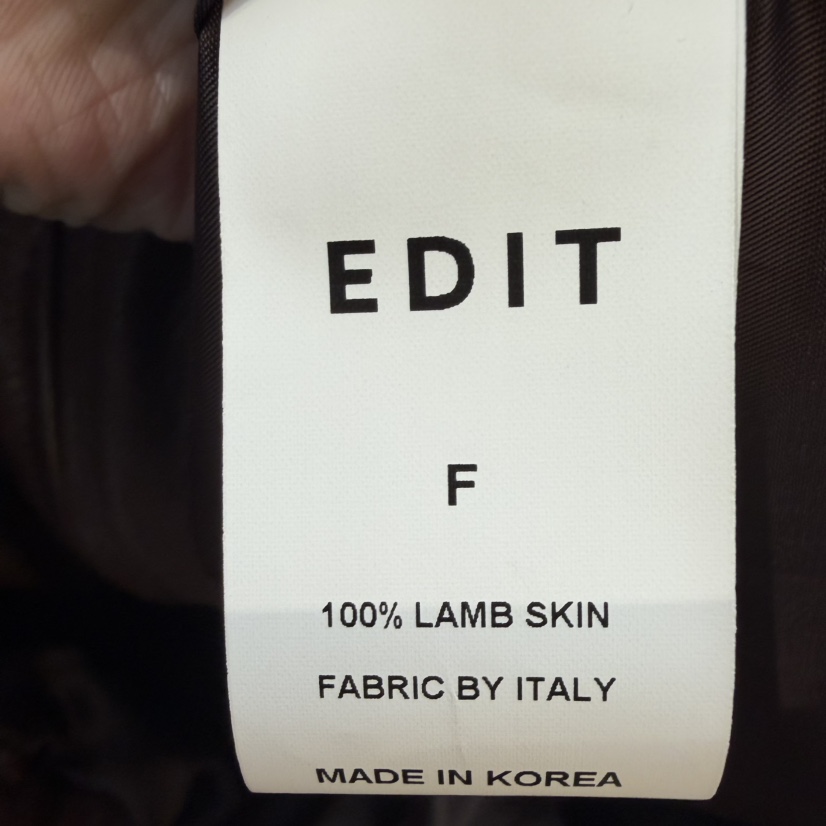 EDIT
F
100% LAMB SKIN
FABRIC BY ITALY
MADE IN KOREA